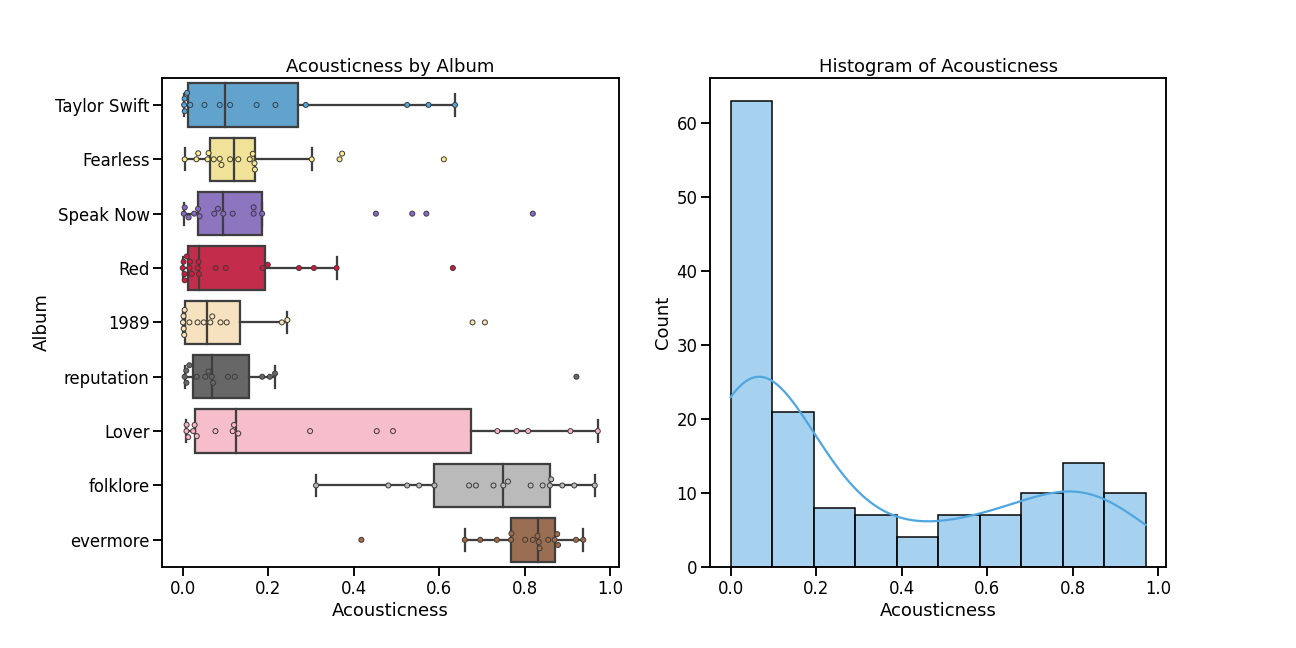 Acousticness by Album
Album
Taylor Swift
Fearless
Speak Now
Red
1989
reputation
Lover
folklore
evermore
0.0 0.2 0.4 0.6 0.8 1.0
Acousticness
Histogram of Acousticness
Count
60
50
40
30
20
10
0
0.0 0.2 0.4 0.6 0.8 1.0
Acousticness